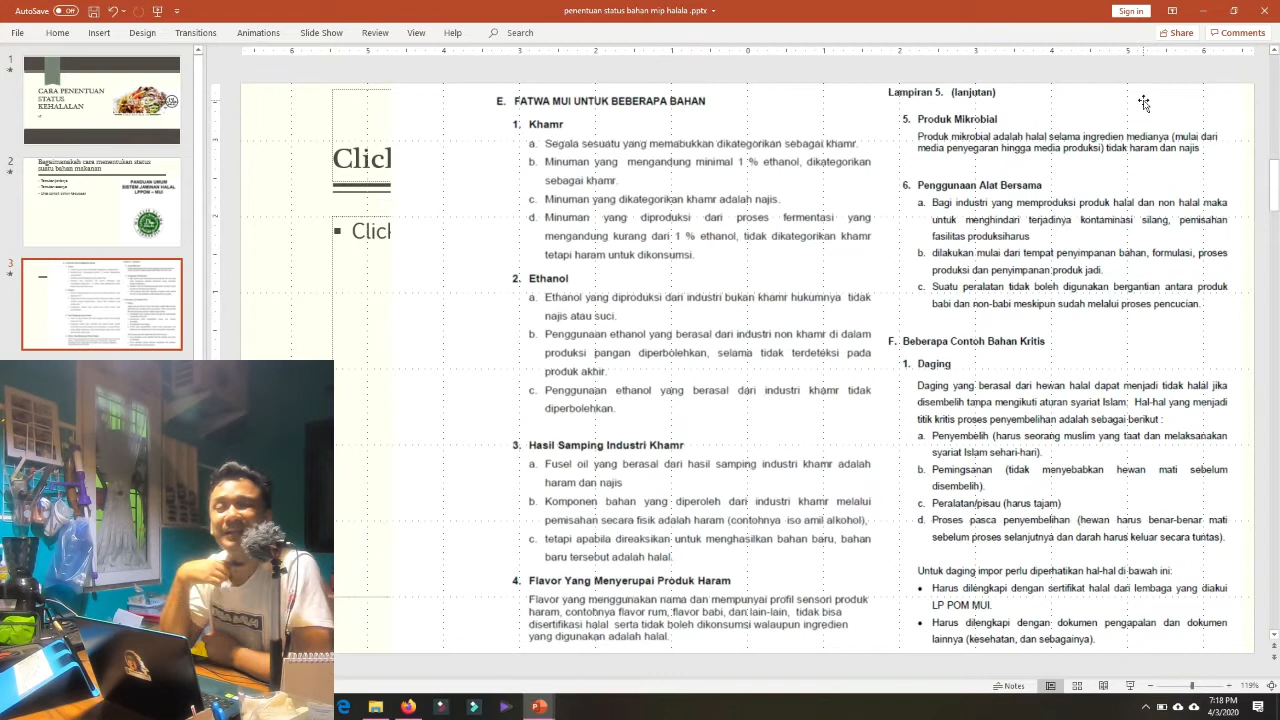 AutoSave Off
penentuan status bahan mip halala .pptx
Sign in
File Home Insert Design Transitions Animations Slide Show Review View Help Search
Share Comments
CARA PENENTUAN
STATUS
KEHALALAN
Bagaimanakah cara menentukan status
suatu bahan makanan
PANDUAN UMUM
SISTEM JAMINAN HALAL
LPPOM - MUI
3
Click
Click
E. FATWA MUI UNTUK BEBERAPA BAHAN
1. Khamr
a. Segala sesuatu yang memabukkan dikategorikan sebagai khamr.
b. Minuman yang mengandung minimal 1 % ethanol, dikategorikan
sebagai khamr.
c. Minuman yang dikategorikan khamr adalah najis.
d. Minuman yang diproduksi dari proses fermentasi yang
mengandung kurang dari 1 % ethanol, tidak dikategorikan khamr
tetapi haram untuk dikonsumsi.
2. Ethanol
a. Ethanol yang diproduksi dari industri bukan khamr hukumnya tidak
najis atau suci.
b. Penggunaan ethanol yang berasal dari industri non khamr di dalam
produksi pangan diperbolehkan, selama tidak terdeteksi pada
produk akhir.
c. Penggunaan ethanol yang berasal dari industri khamr tidak
diperbolehkan.
3. Hasil Samping Industri Khamr
a. Fusel oil yang berasal dari hasil samping industri khamr adalah
haram dan najis
b. Komponen bahan yang diperoleh dari industri khamr melalui
pemisahan secara fisik adalah haram (contohnya iso amil alkohol),
c. tetapi apabila direaksikan untuk menghasilkan bahan baru, bahan
baru tersebut adalah halal.
4. Flavor Yang Menyerupai Produk Haram
Flavor yang menggunakan nama dan mempunyai profil sensori produk
haram, contohnya flavor rum, flavor babi, dan lain-lain, tidak bisa
disertifikasi halal serta tidak boleh dikonsumsi walaupun ingredien
yang digunakan adalah halal.
Lampiran 5. (lanjutan)
5. Produk Mikrobial
Produk mikrobial adalah halal selama ingredien medianya (mulai dari
media penyegaran hingga media produksi) tidak haram dan najis
6. Penggunaan Alat Bersama
a. Bagi industri yang memproduksi produk halal dan non halal maka
untuk menghindari terjadinya kontaminasi silang, pemisahan
fasilitas produksiharus
b. dilakukan mulai dari tempat penyimpanan bahan, formulasi, proses
produksi dan penyimpanan produk jadi.
c. Suatu peralatan tidak boleh digunakan bergantian antara produk
babi dan non-babi meskipun sudah melalui proses pencucian.
F. Beberapa Contoh Bahan Kritis
1. Daging
Daging yang berasal dari hewan halal dapat menjadi tidak halal jika
disembelih tanpa mengikuti aturan syariat Islam. Hal-hal yang menjadi
titik kritis proses penyembelihan adalah sebagai berikut :
a. Penyembelih (harus seorang muslim yang taat dan melaksanakan
syariat Islam sehari-hari).
b. Pemingsanan (tidak menyebabkan hewan mati sebelum
disembelih).
c. Peralatan/pisau (harus tajam)
d. Proses pasca penyembelihan (hewan harus benar-benar mati
sebelum proses selanjutnya dan darah harus keluar secara tuntas).
Untuk daging impor perlu diperhatikan hal-hal di bawah ini:
• Harus dilengkapi dengan sertifikat halal dari lembaga yang diakui
LP POM MUI.
• Harus dilengkapi dengan dokumen pengapalan dan dokumen
lainnya (kesehatan, dan sebagainya).
Notes
119%
7:18 PM
4/3/2020